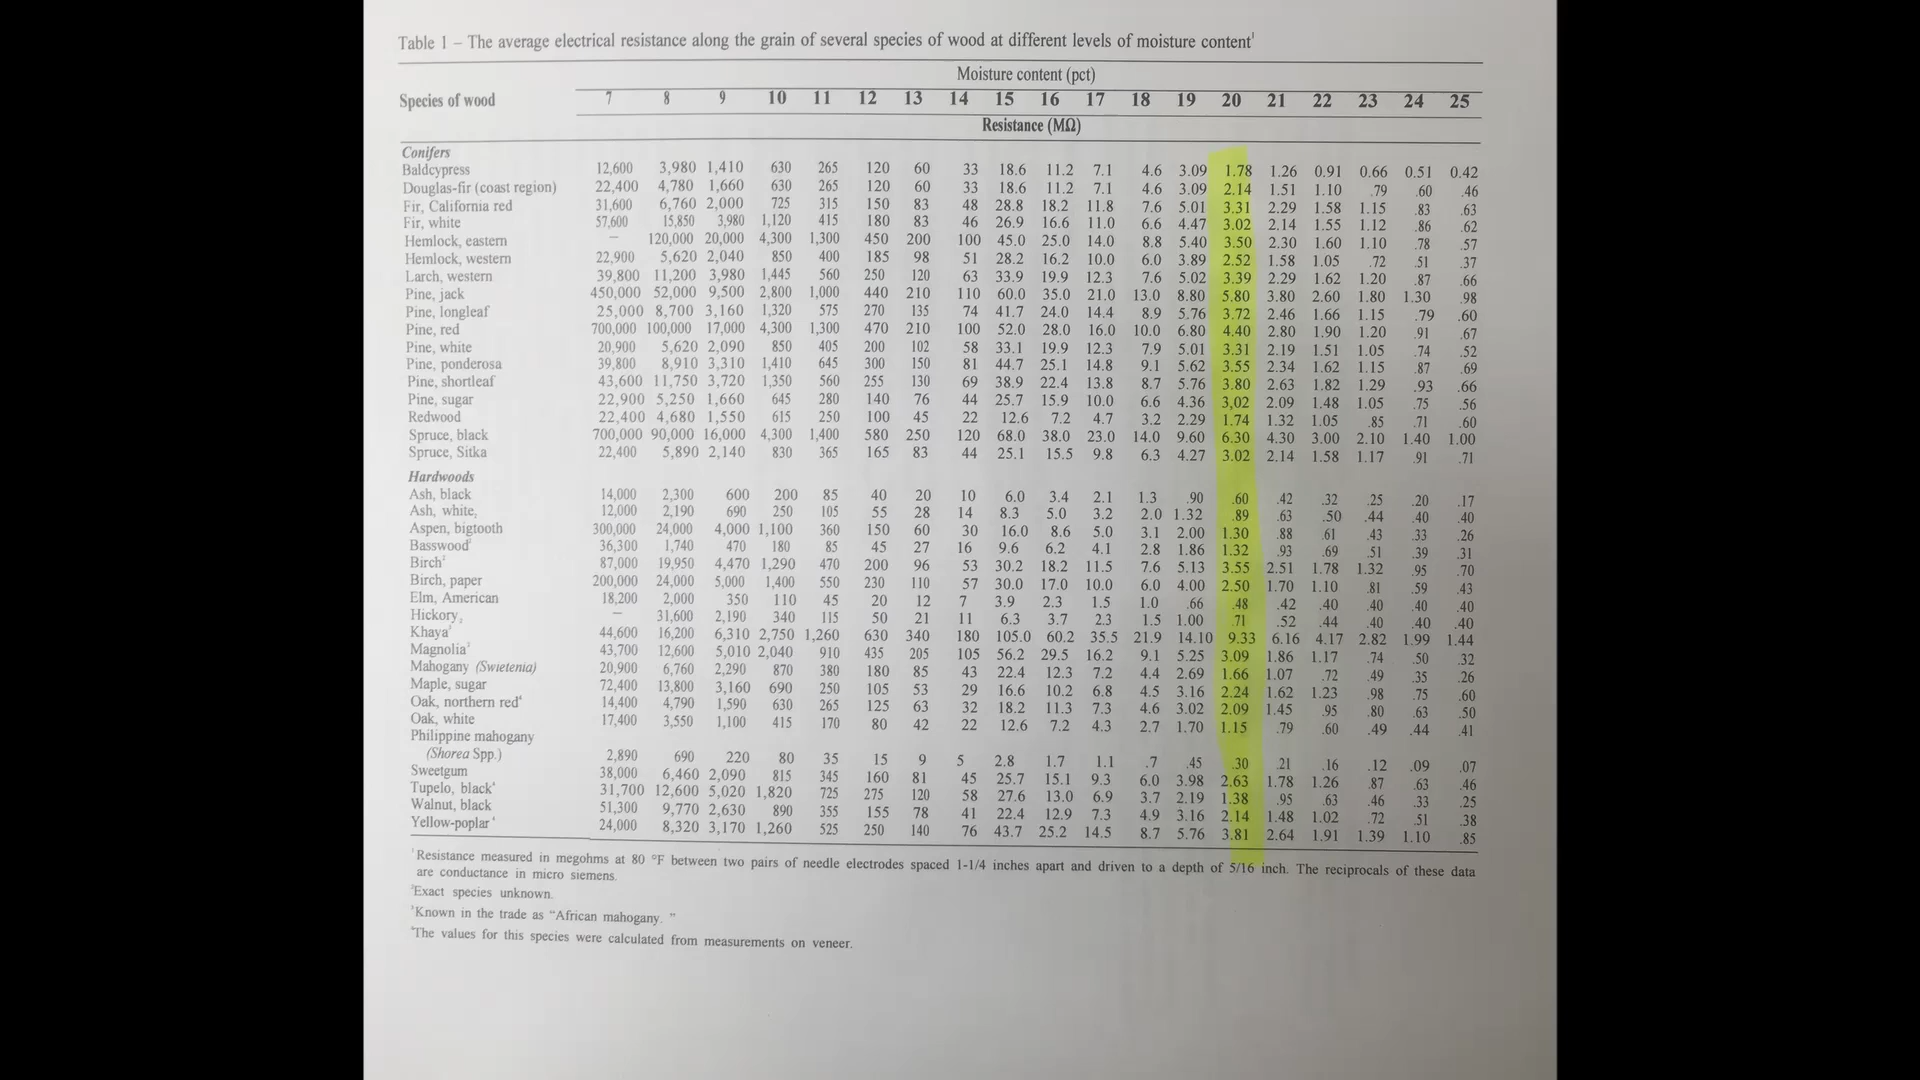 Table 1 – The average electrical resistance along the grain of several species of wood at different levels of moisture content¹
Moisture content (pct)
Species of wood 7 8 9 10 11 12 13 14 15 16 17 18 19 20 21 22 23 24 25
Resistance (MΩ)
Conifers
Baldcypress 12,600 3,980 1,410 630 265 120 60 33 18.6 11.2 7.1 4.6 3.09 1.78 1.26 0.91 0.66 0.51 0.42
Douglas-fir (coast region) 22,400 4,780 1,660 630 265 120 60 33 18.6 11.2 7.1 4.6 3.09 2.14 1.51 1.10 .79 .60 .46
Fir, California red 31,600 6,760 2,000 725 315 150 83 48 28.8 18.2 11.8 7.6 5.01 3.31 2.29 1.58 1.15 .83 .63
Fir, white 57,600 15,850 3,980 1,120 415 180 83 46 26.9 16.6 11.0 6.6 4.47 3.02 2.14 1.55 1.12 .86 .62
Hemlock, eastern – 120,000 20,000 4,300 1,300 450 200 100 45.0 25.0 14.0 8.8 5.40 3.50 2.30 1.60 1.10 .78 .57
Hemlock, western 22,900 5,620 2,040 850 400 185 98 51 28.2 16.2 10.0 6.0 3.89 2.52 1.58 1.05 .72 .51 .37
Larch, western 39,800 11,200 3,980 1,445 560 250 120 63 33.9 19.9 12.3 7.6 5.02 3.39 2.29 1.62 1.20 .87 .66
Pine, jack 450,000 52,000 9,500 2,800 1,000 440 210 110 60.0 35.0 21.0 13.0 8.80 5.80 3.80 2.60 1.80 1.30 .98
Pine, longleaf 25,000 8,700 3,160 1,320 575 270 135 74 41.7 24.0 14.4 8.9 5.76 3.72 2.46 1.66 1.15 .79 .60
Pine, red 700,000 100,000 17,000 4,300 1,300 470 210 100 52.0 28.0 16.0 10.0 6.80 4.40 2.80 1.90 1.20 .91 .67
Pine, white 20,900 5,620 2,090 850 405 200 102 58 33.1 19.9 12.3 7.9 5.01 3.31 2.19 1.51 1.05 .74 .52
Pine, ponderosa 39,800 8,910 3,310 1,410 645 300 150 81 44.7 25.1 14.8 9.1 5.62 3.55 2.34 1.62 1.15 .87 .69
Pine, shortleaf 43,600 11,750 3,720 1,350 560 255 130 69 38.9 22.4 13.8 8.7 5.76 3.80 2.63 1.82 1.29 .93 .66
Pine, sugar 22,900 5,250 1,660 645 280 140 76 44 25.7 15.9 10.0 6.6 4.36 3,02 2.09 1.48 1.05 .75 .56
Redwood 22,400 4,680 1,550 615 250 100 45 22 12.6 7.2 4.7 3.2 2.29 1.74 1.32 1.05 .85 .71 .60
Spruce, black 700,000 90,000 16,000 4,300 1,400 580 250 120 68.0 38.0 23.0 14.0 9.60 6.30 4.30 3.00 2.10 1.40 1.00
Spruce, Sitka 22,400 5,890 2,140 830 365 165 83 44 25.1 15.5 9.8 6.3 4.27 3.02 2.14 1.58 1.17 .91 .71
Hardwoods
Ash, black 14,000 2,300 600 200 85 40 20 10 6.0 3.4 2.1 1.3 .90 .60 .42 .32 .25 .20 .17
Ash, white, 12,000 2,190 690 250 105 55 28 14 8.3 5.0 3.2 2.0 1.32 .89 .63 .50 .44 .40 .40
Aspen, bigtooth 300,000 24,000 4,000 1,100 360 150 60 30 16.0 8.6 5.0 3.1 2.00 1.30 .88 .61 .43 .33 .26
Basswood² 36,300 1,740 470 180 85 45 27 16 9.6 6.2 4.1 2.8 1.86 1.32 .93 .69 .51 .39 .31
Birch² 87,000 19,950 4,470 1,290 470 200 96 53 30.2 18.2 11.5 7.6 5.13 3.55 2.51 1.78 1.32 .95 .70
Birch, paper 200,000 24,000 5,000 1,400 550 230 110 57 30.0 17.0 10.0 6.0 4.00 2.50 1.70 1.10 .81 .59 .43
Elm, American 18,200 2,000 350 110 45 20 12 7 3.9 2.3 1.5 1.0 .66 .48 .42 .40 .40 .40 .40
Hickory, – 31,600 2,190 340 115 50 21 11 6.3 3.7 2.3 1.5 1.00 .71 .52 .44 .40 .40 .40
Khaya³ 44,600 16,200 6,310 2,750 1,260 630 340 180 105.0 60.2 35.5 21.9 14.10 9.33 6.16 4.17 2.82 1.99 1.44
Magnolia² 43,700 12,600 5,010 2,040 910 435 205 105 56.2 29.5 16.2 9.1 5.25 3.09 1.86 1.17 .74 .50 .32
Mahogany (Swietenia) 20,900 6,760 2,290 870 380 180 85 43 22.4 12.3 7.2 4.4 2.69 1.66 1.07 .72 .49 .35 .26
Maple, sugar 72,400 13,800 3,160 690 250 105 53 29 16.6 10.2 6.8 4.5 3.16 2.24 1.62 1.23 .98 .75 .60
Oak, northern red⁴ 14,400 4,790 1,590 630 265 125 63 32 18.2 11.3 7.3 4.6 3.02 2.09 1.45 .95 .80 .63 .50
Oak, white 17,400 3,550 1,100 415 170 80 42 22 12.6 7.2 4.3 2.7 1.70 1.15 .79 .60 .49 .44 .41
Philippine mahogany
(Shorea Spp.) 2,890 690 220 80 35 15 9 5 2.8 1.7 1.1 .7 .45 .30 .21 .16 .12 .09 .07
Sweetgum 38,000 6,460 2,090 815 345 160 81 45 25.7 15.1 9.3 6.0 3.98 2.63 1.78 1.26 .87 .63 .46
Tupelo, black⁴ 31,700 12,600 5,020 1,820 725 275 120 58 27.6 13.0 6.9 3.7 2.19 1.38 .95 .63 .46 .33 .25
Walnut, black 51,300 9,770 2,630 890 355 155 78 41 22.4 12.9 7.3 4.9 3.16 2.14 1.48 1.02 .72 .51 .38
Yellow-poplar⁴ 24,000 8,320 3,170 1,260 525 250 140 76 43.7 25.2 14.5 8.7 5.76 3.81 2.64 1.91 1.39 1.10 .85
¹Resistance measured in megohms at 80 °F between two pairs of needle electrodes spaced 1-1/4 inches apart and driven to a depth of 5/16 inch. The reciprocals of these data
are conductance in micro siemens.
²Exact species unknown.
³Known in the trade as “African mahogany. ”
⁴The values for this species were calculated from measurements on veneer.